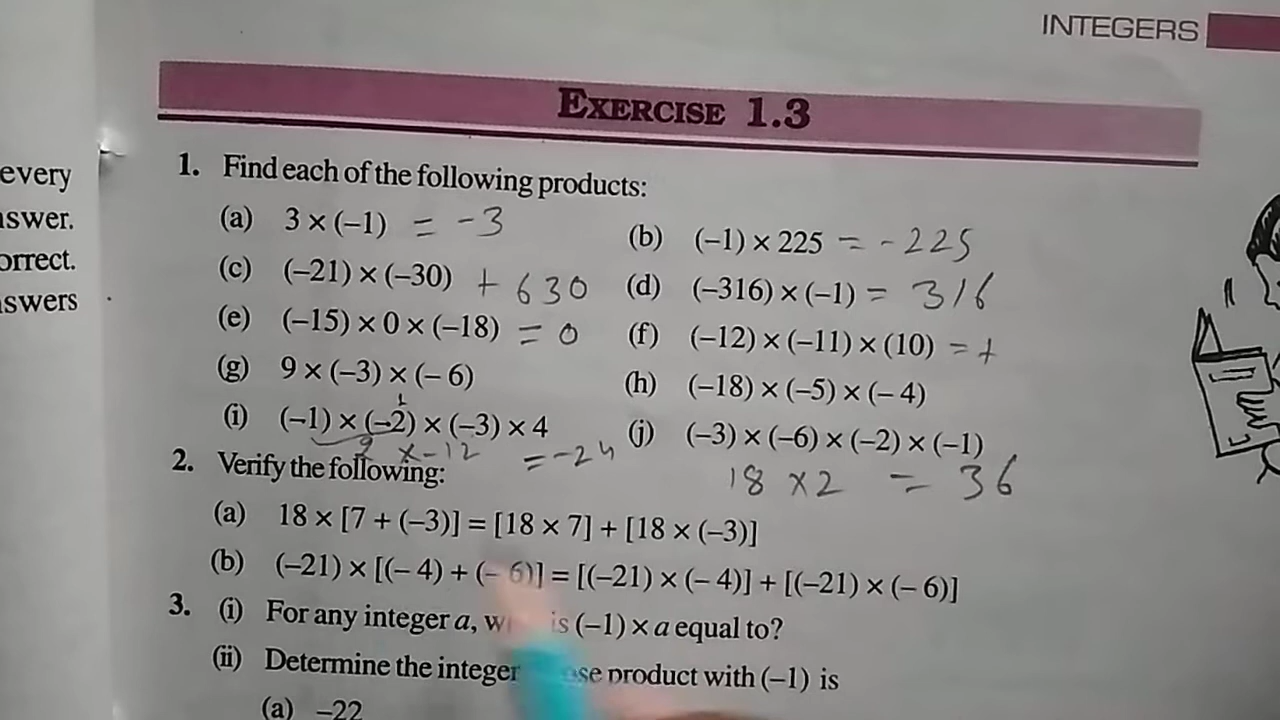 INTEGERS
EXERCISE 1.3
every
swer.
orrect.
swers
1. Find each of the following products:
(a) 3 × (–1) = -3
(b) (–1) × 225 = -225
(c) (–21) × (–30) + 630
(d) (–316) × (–1) = 316
(e) (–15) × 0 × (–18) = 0
(f) (–12) × (–11) × (10) = +
(g) 9 × (–3) × (– 6)
(h) (–18) × (–5) × (– 4)
(i) (–1) × (–2) × (–3) × 4
(j) (–3) × (–6) × (–2) × (–1)
2 × -12 = -24
18 × 2 = 36
2. Verify the following:
(a) 18 × [7 + (–3)] = [18 × 7] + [18 × (–3)]
(b) (–21) × [(– 4) + (– 6)] = [(–21) × (– 4)] + [(–21) × (– 6)]
3. (i) For any integer a, is (–1) × a equal to?
(ii) Determine the integer product with (–1) is
(a) –22